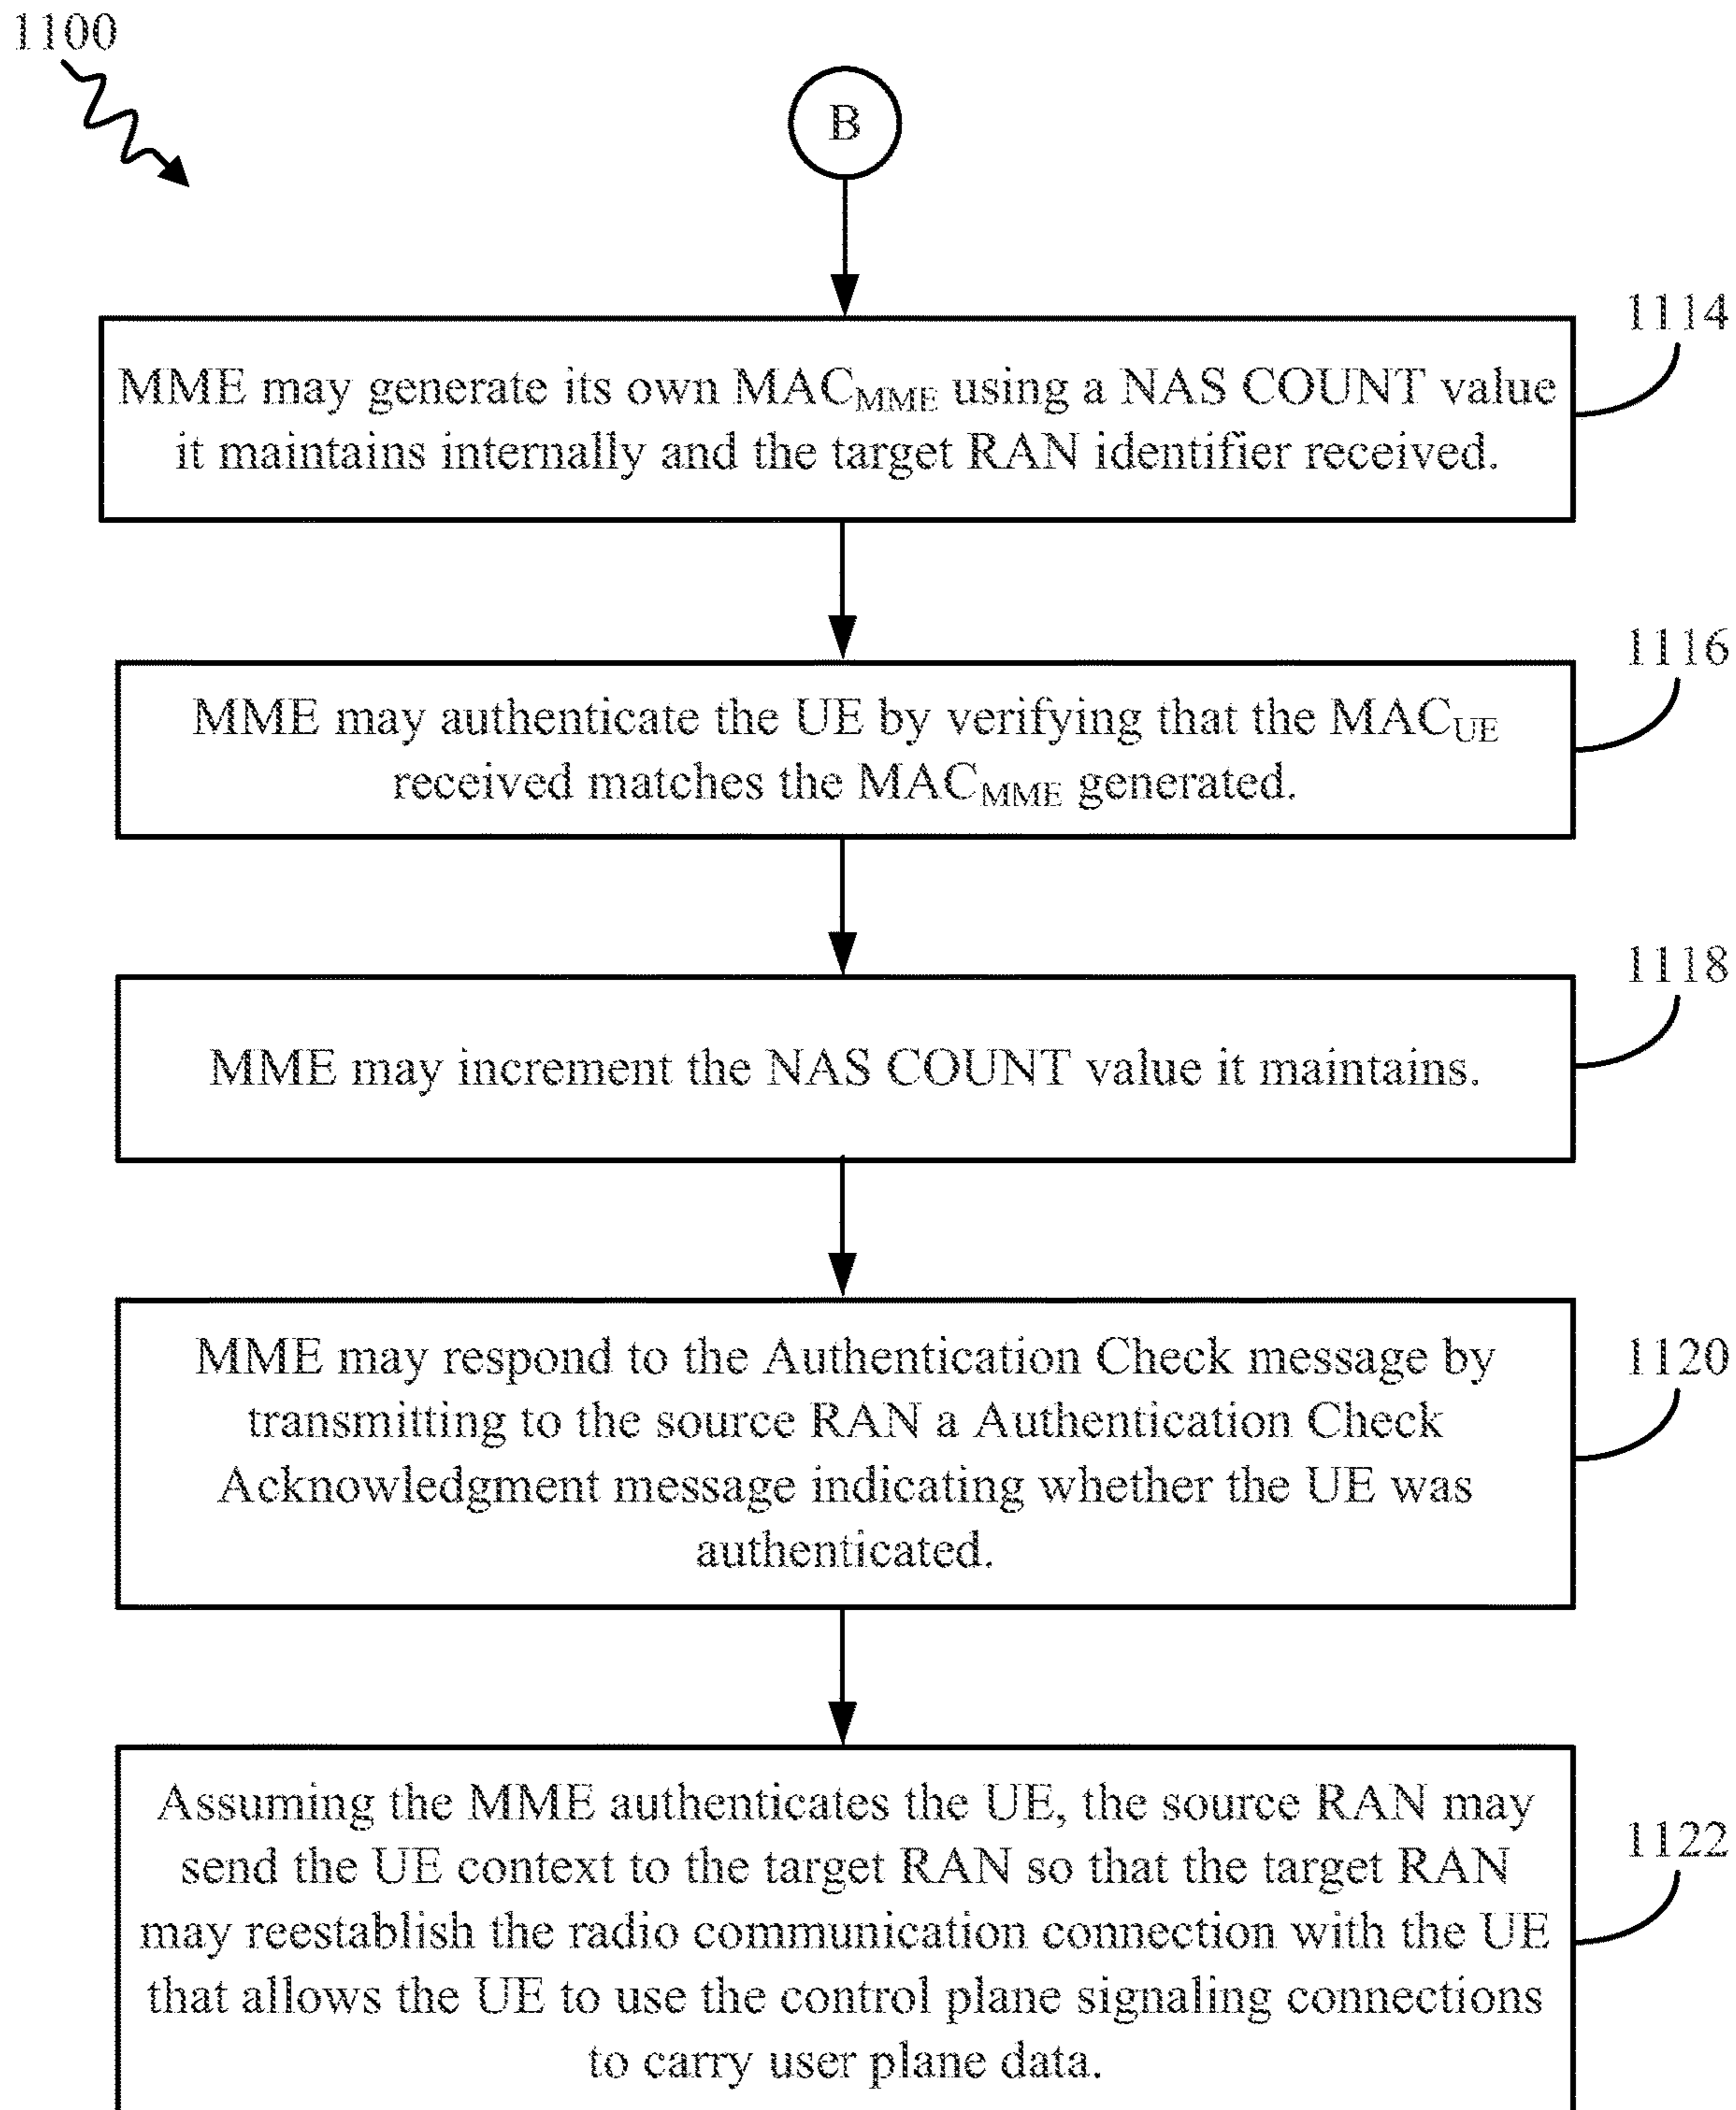 1100
B
1114
MME may generate its own MAC_MME using a NAS COUNT value
it maintains internally and the target RAN identifier received.
1116
MME may authenticate the UE by verifying that the MAC_UE
received matches the MAC_MME generated.
1118
MME may increment the NAS COUNT value it maintains.
1120
MME may respond to the Authentication Check message by
transmitting to the source RAN a Authentication Check
Acknowledgment message indicating whether the UE was
authenticated.
1122
Assuming the MME authenticates the UE, the source RAN may
send the UE context to the target RAN so that the target RAN
may reestablish the radio communication connection with the UE
that allows the UE to use the control plane signaling connections
to carry user plane data.